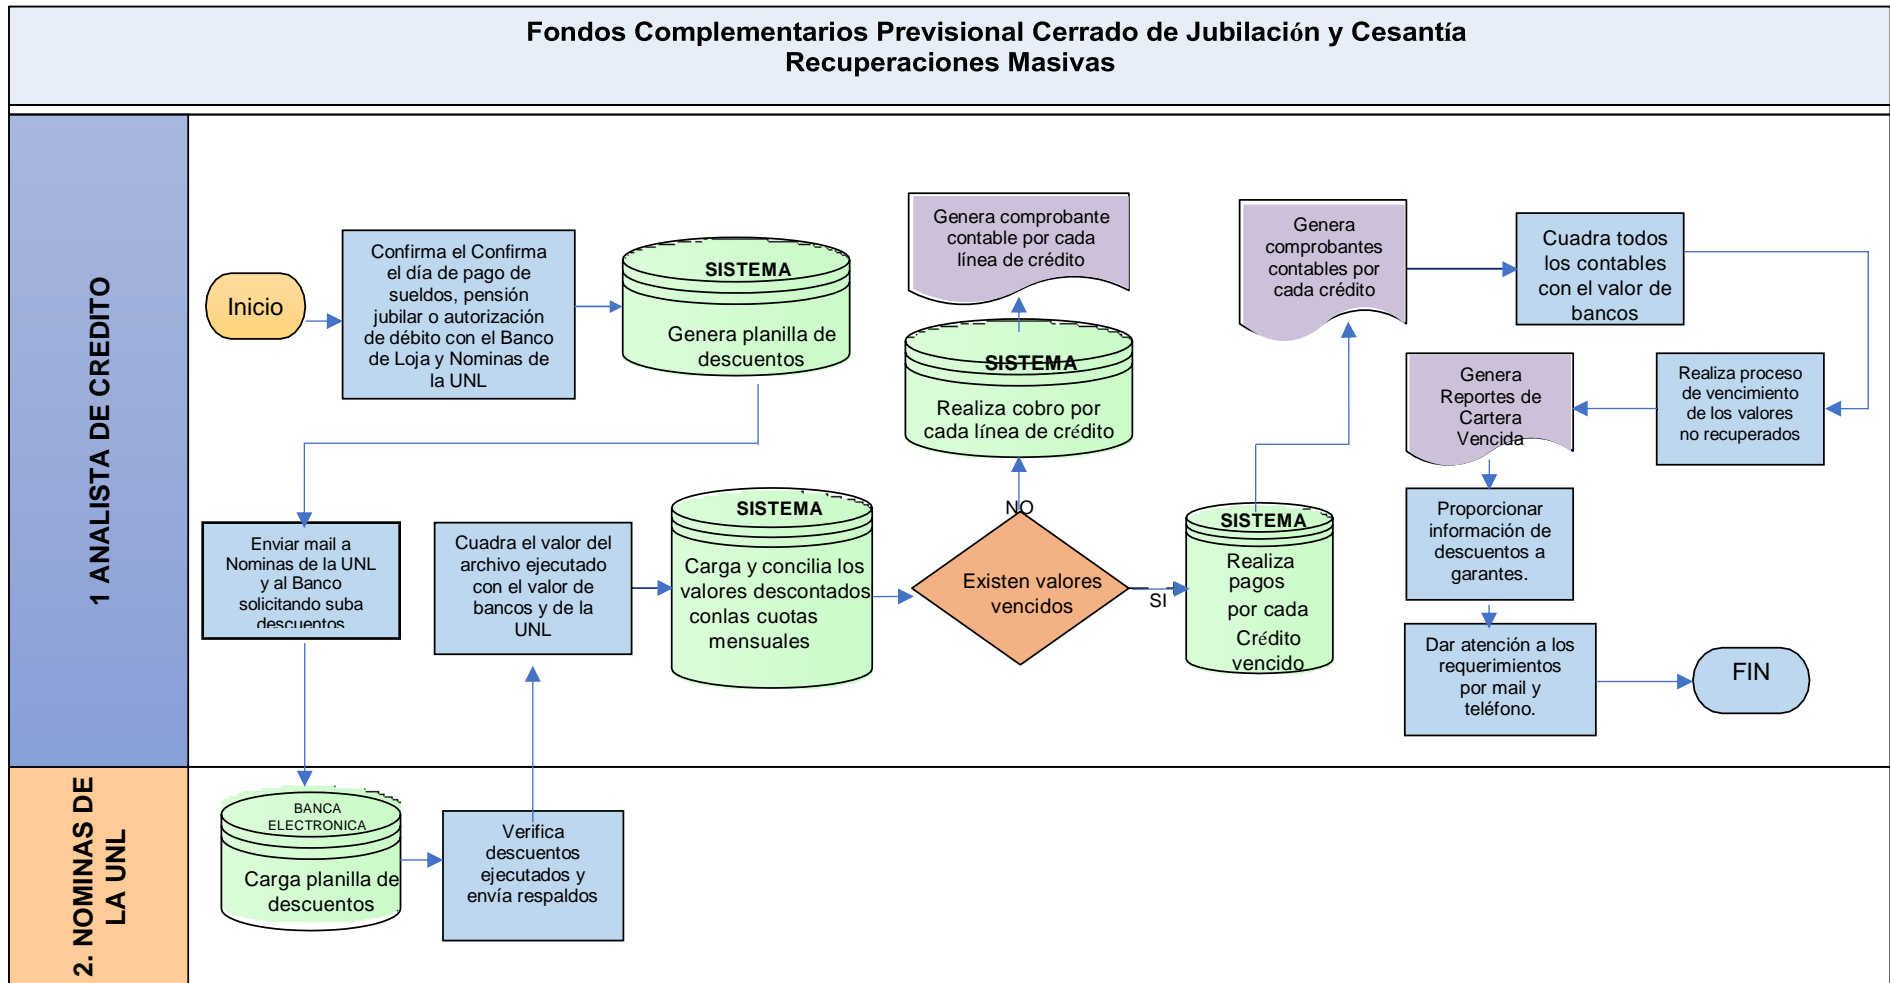 Fondos Complementarios Previsional Cerrado de Jubilación y Cesantía
Recuperaciones Masivas
1 ANALISTA DE CREDITO
Inicio
Confirma el Confirma
el día de pago de
sueldos, pensión
jubilar o autorización
de débito con el Banco
de Loja y Nominas de
la UNL
SISTEMA
Genera planilla de
descuentos
Enviar mail a
Nominas de la UNL
y al Banco
solicitando suba
descuentos
Cuadra el valor del
archivo ejecutado
con el valor de
bancos y de la
UNL
SISTEMA
Carga y concilia los
valores descontados
conlas cuotas
mensuales
Existen valores
vencidos
NO
SISTEMA
Realiza cobro por
cada línea de crédito
Genera comprobante
contable por cada
línea de crédito
SI
SISTEMA
Realiza
pagos
por cada
Crédito
vencido
Genera
comprobantes
contables por
cada crédito
Cuadra todos
los contables
con el valor de
bancos
Realiza proceso
de vencimiento
de los valores
no recuperados
Genera
Reportes de
Cartera
Vencida
Proporcionar
información de
descuentos a
garantes.
Dar atención a los
requerimientos
por mail y
teléfono.
FIN
2. NOMINAS DE
LA UNL
BANCA
ELECTRONICA
Carga planilla de
descuentos
Verifica
descuentos
ejecutados y
envía respaldos